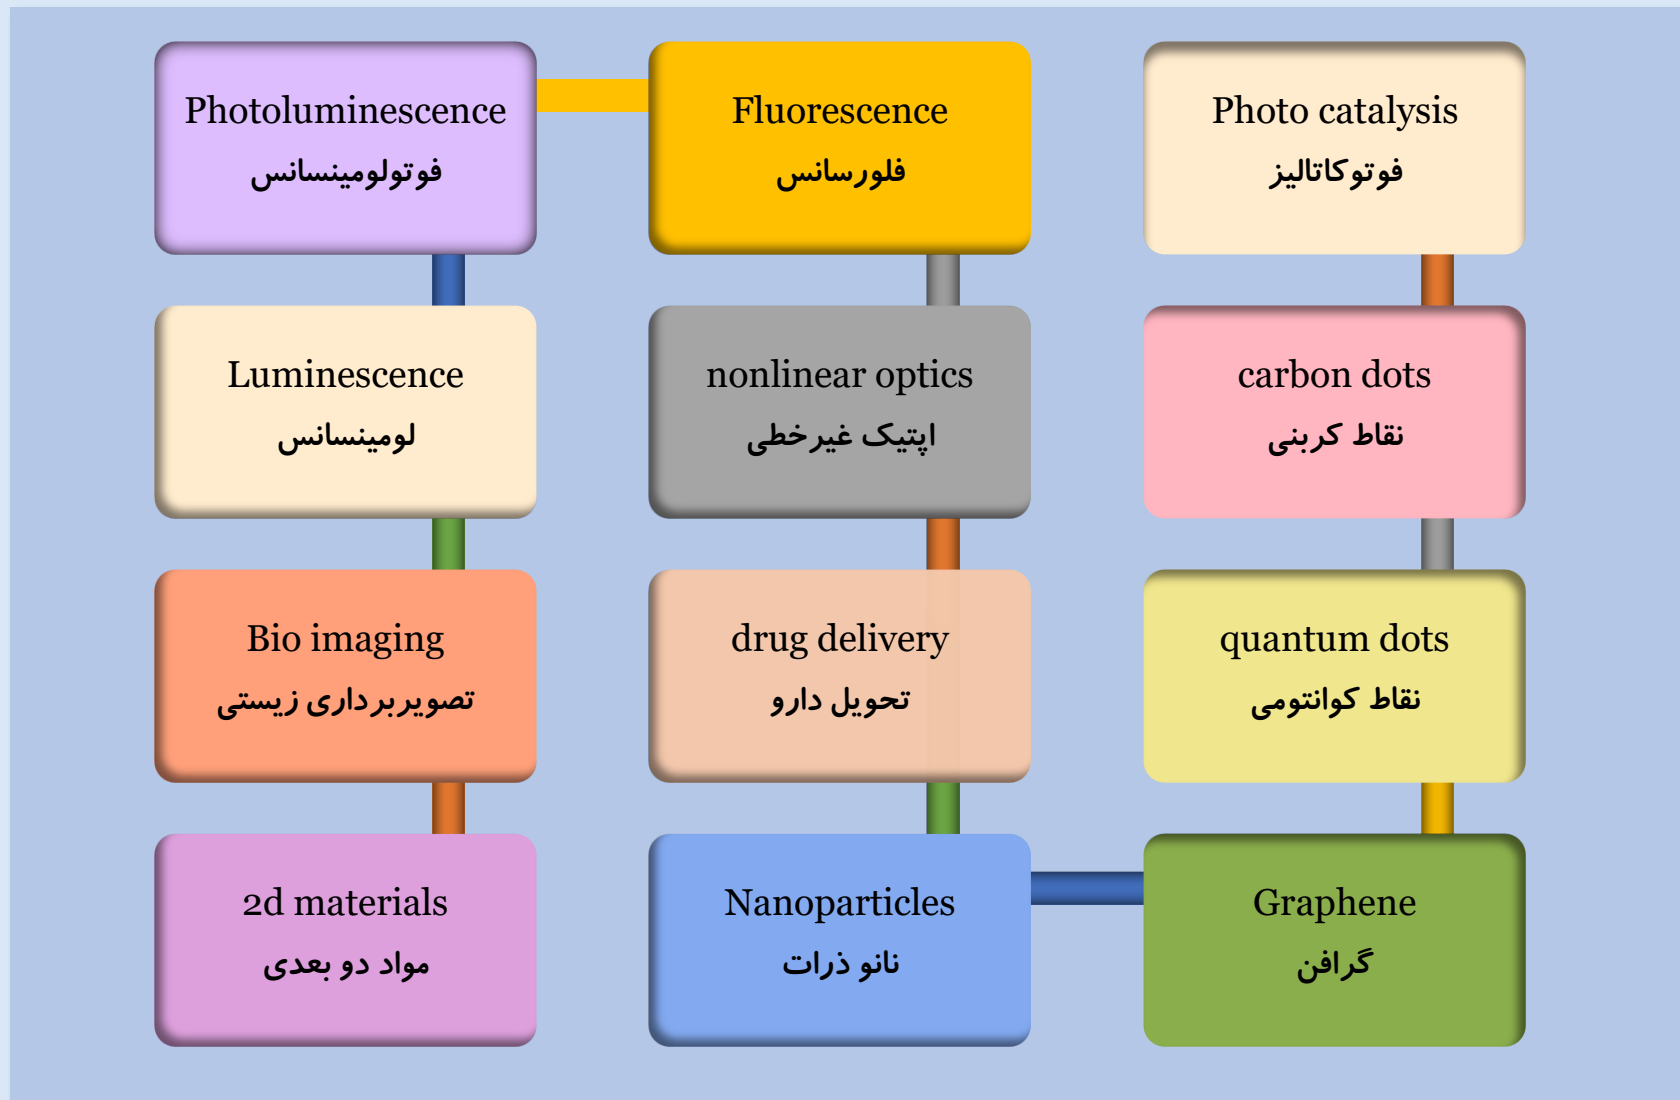 Photoluminescence
فوتولومینسانس
Fluorescence
فلورسانس
Photo catalysis
فوتوکاتالیز
Luminescence
لومینسانس
nonlinear optics
اپتیک غیرخطی
carbon dots
نقاط کربنی
Bio imaging
تصویربرداری زیستی
drug delivery
تحویل دارو
quantum dots
نقاط کوانتومی
2d materials
مواد دو بعدی
Nanoparticles
نانو ذرات
Graphene
گرافن